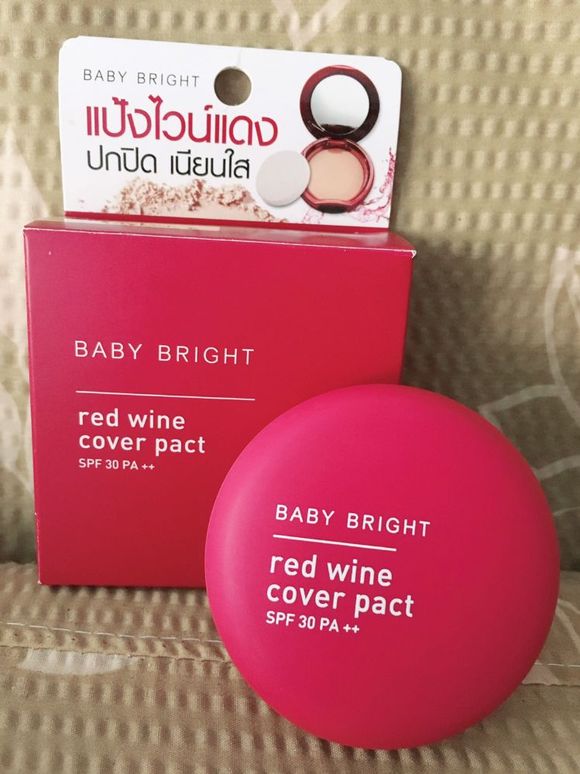 BABY BRIGHT
แป้งไวน์แดง
ปกปิด เนียนใส
BABY BRIGHT
red wine
cover pact
SPF 30 PA ++
BABY BRIGHT
red wine
cover pact
SPF 30 PA ++